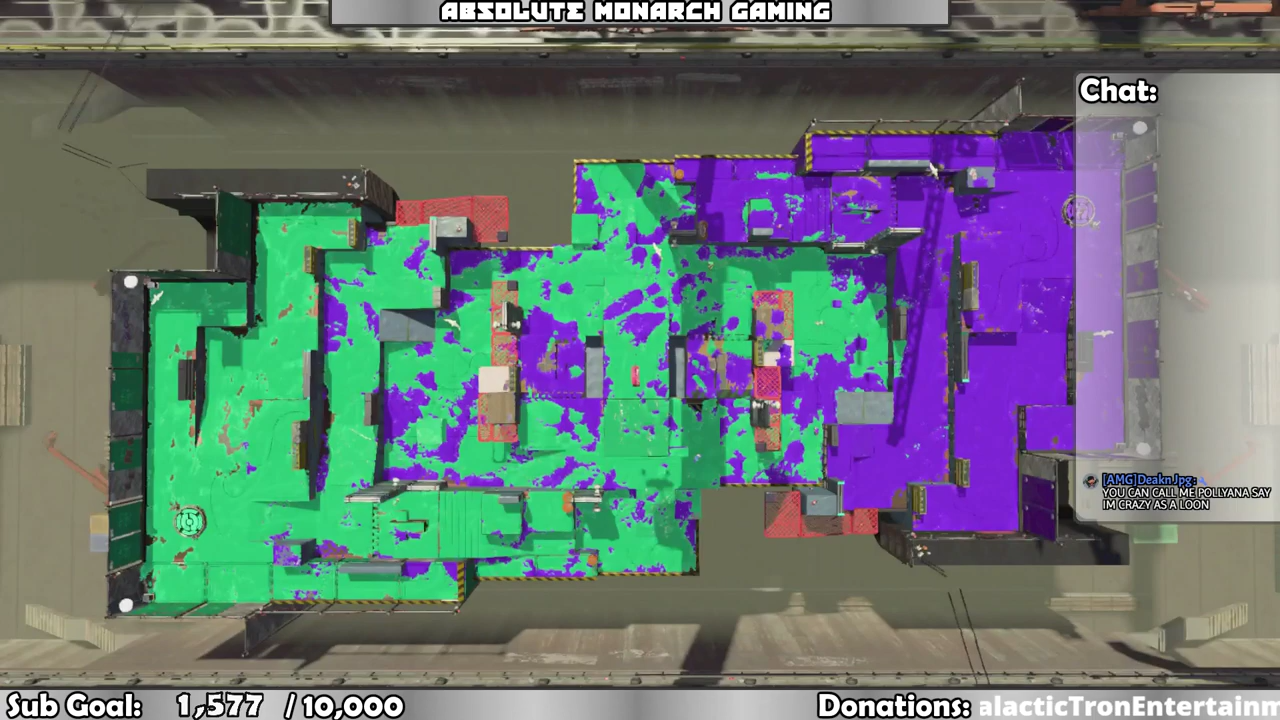 ABSOLUTE MONARCH GAMING
Chat:
[AMG]DeaknJpg:
YOU CAN CALL ME POLLYANA SAY
IM CRAZY AS A LOON
Sub Goal: 1,577 / 10,000
Donations: alacticTronEntertainm